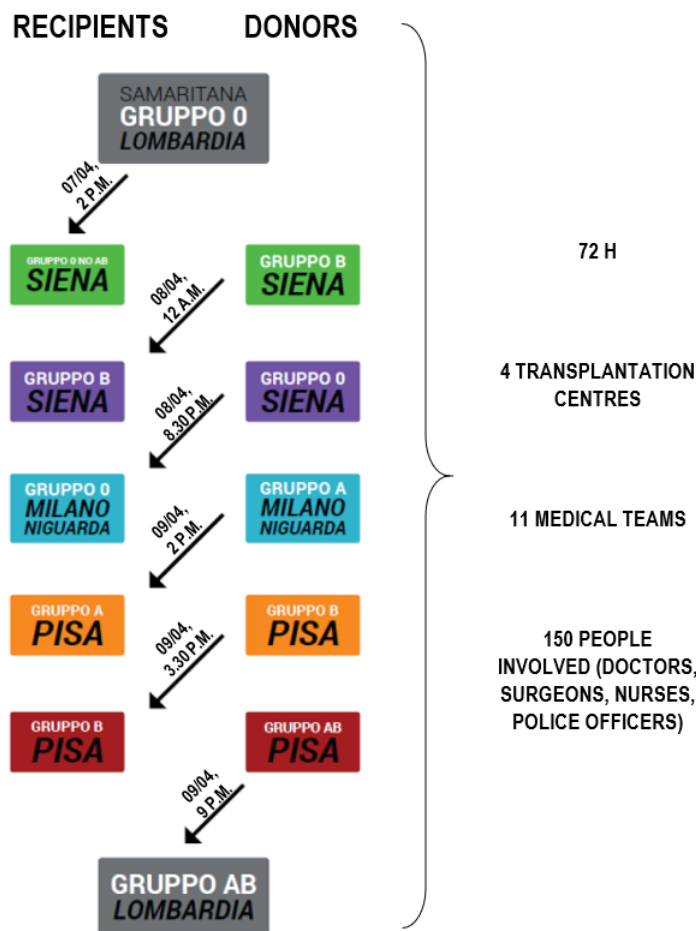 RECIPIENTS
DONORS
SAMARITANA
GRUPPO 0
LOMBARDIA
07/04,
2 P.M.
GRUPPO 0 NO AB
SIENA
GRUPPO B
SIENA
72 H
08/04,
12 A.M.
GRUPPO B
SIENA
GRUPPO 0
SIENA
4 TRANSPLANTATION
CENTRES
08/04,
8.30 P.M.
GRUPPO 0
MILANO
NIGUARDA
GRUPPO A
MILANO
NIGUARDA
11 MEDICAL TEAMS
09/04,
2 P.M.
GRUPPO A
PISA
GRUPPO B
PISA
150 PEOPLE
INVOLVED (DOCTORS,
SURGEONS, NURSES,
POLICE OFFICERS)
09/04,
3.30 P.M.
GRUPPO B
PISA
GRUPPO AB
PISA
09/04,
9 P.M.
GRUPPO AB
LOMBARDIA